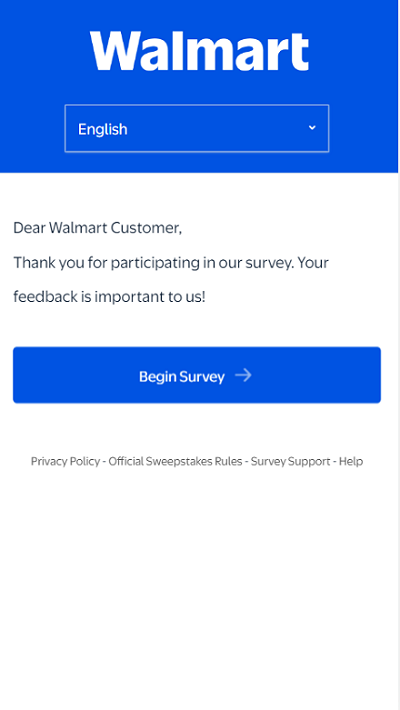 Walmart
English
Dear Walmart Customer,
Thank you for participating in our survey. Your
feedback is important to us!
Begin Survey
Privacy Policy - Official Sweepstakes Rules - Survey Support - Help